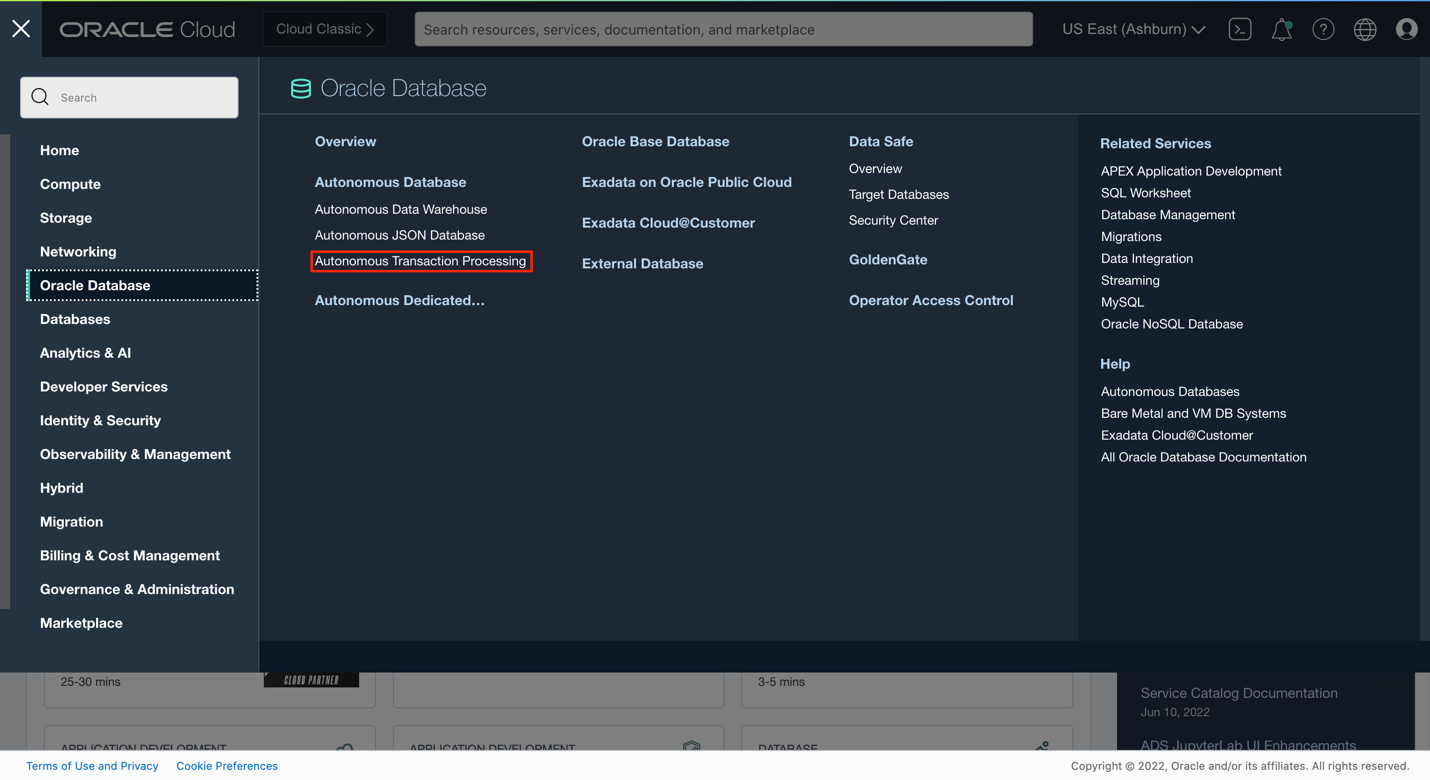 ORACLE Cloud
Cloud Classic
Search resources, services, documentation, and marketplace
US East (Ashburn)
Search
Home
Compute
Storage
Networking
Oracle Database
Databases
Analytics & AI
Developer Services
Identity & Security
Observability & Management
Hybrid
Migration
Billing & Cost Management
Governance & Administration
Marketplace
Oracle Database
Overview
Autonomous Database
Autonomous Data Warehouse
Autonomous JSON Database
Autonomous Transaction Processing
Autonomous Dedicated…
Oracle Base Database
Exadata on Oracle Public Cloud
Exadata Cloud@Customer
External Database
Data Safe
Overview
Target Databases
Security Center
GoldenGate
Operator Access Control
Related Services
APEX Application Development
SQL Worksheet
Database Management
Migrations
Data Integration
Streaming
MySQL
Oracle NoSQL Database
Help
Autonomous Databases
Bare Metal and VM DB Systems
Exadata Cloud@Customer
All Oracle Database Documentation
25-30 mins
CLOUD PARTNER
3-5 mins
Service Catalog Documentation
Jun 10, 2022
APPLICATION DEVELOPMENT
APPLICATION DEVELOPMENT
DATABASE
ADS JupyterLab UI Enhancements
Terms of Use and Privacy
Cookie Preferences
Copyright © 2022, Oracle and/or its affiliates. All rights reserved.